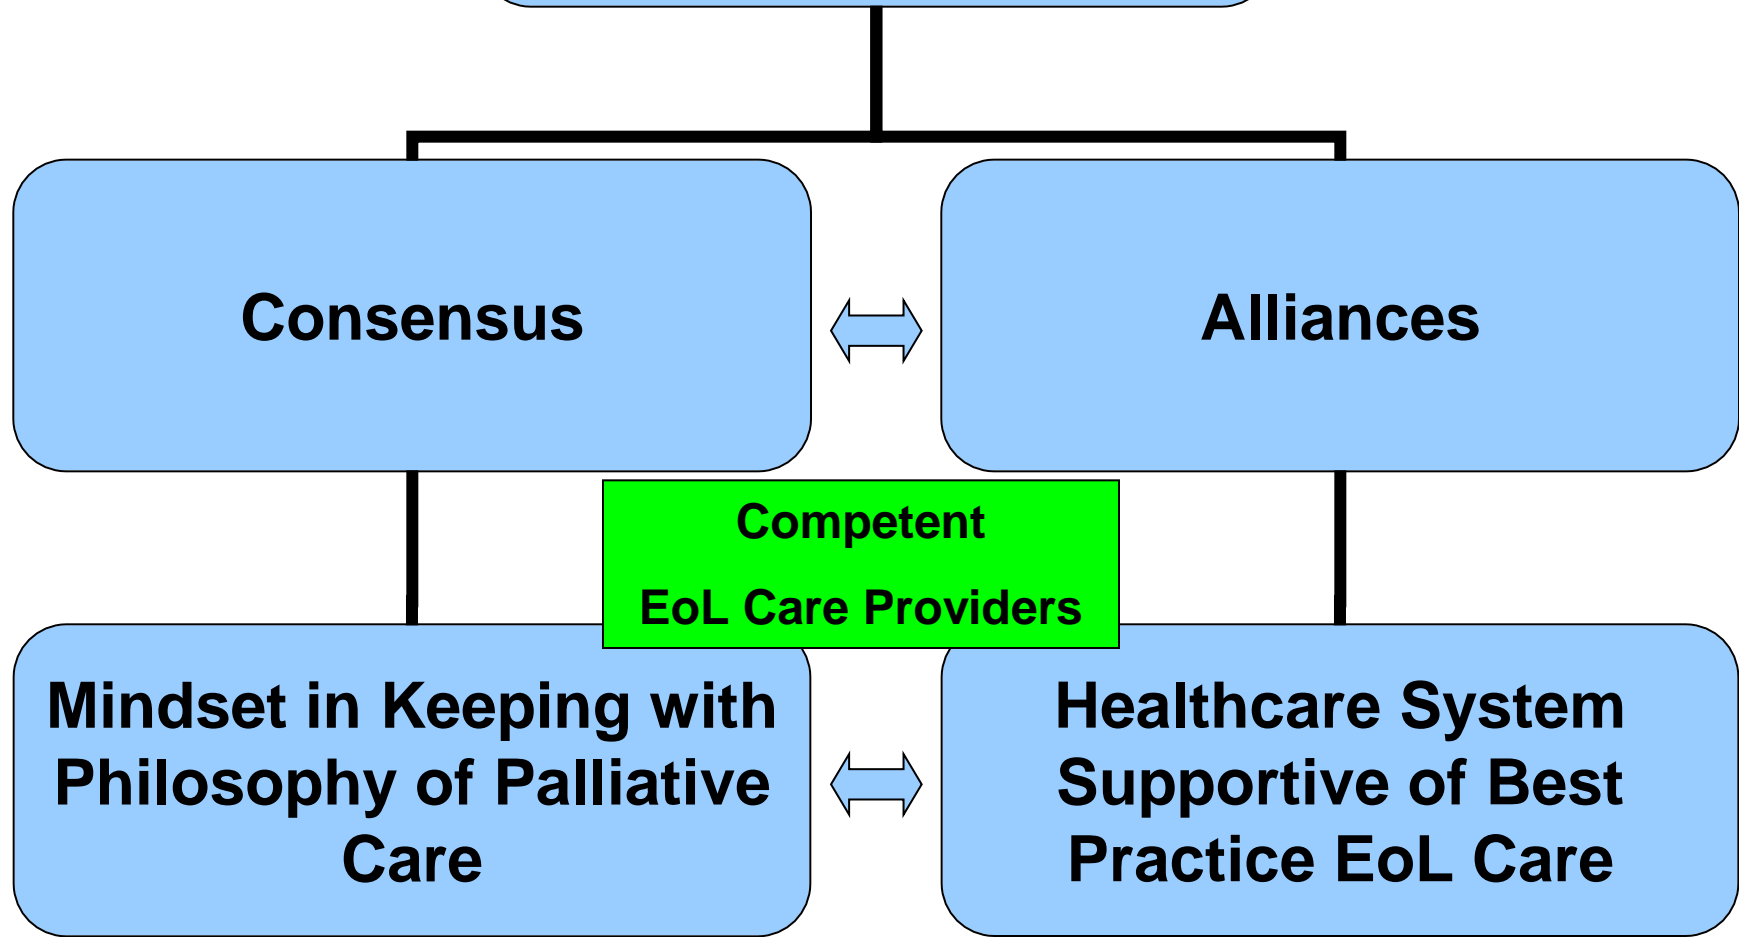 Consensus
Alliances
Competent
EoL Care Providers
Mindset in Keeping with
Philosophy of Palliative
Care
Healthcare System
Supportive of Best
Practice EoL Care